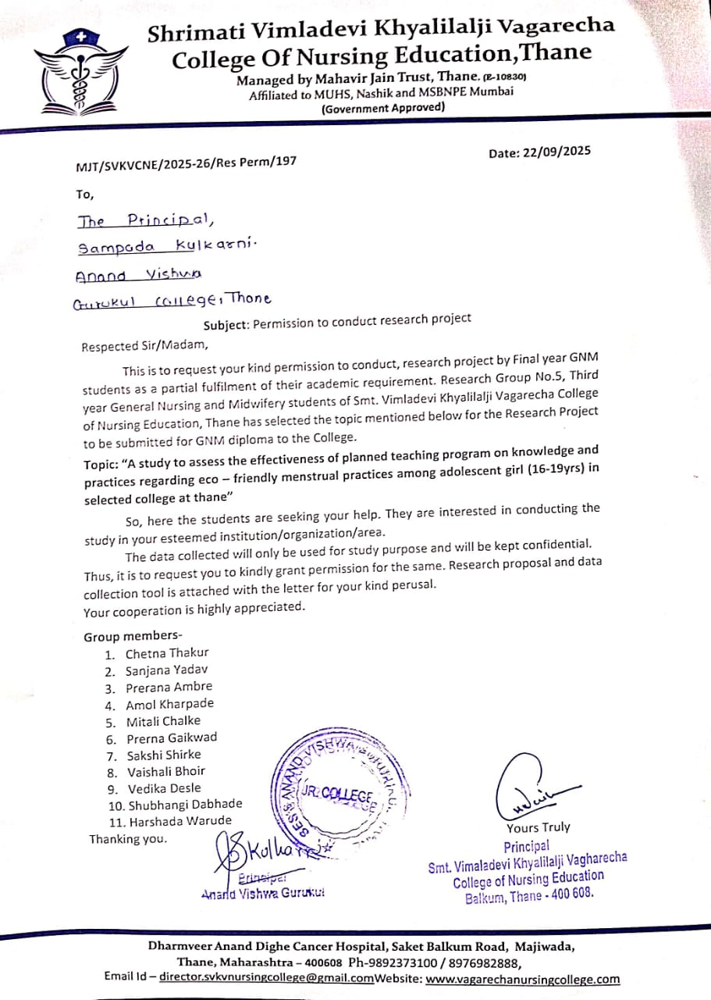 Shrimati Vimladevi Khyalilalji Vagarecha
College Of Nursing Education,Thane
Managed by Mahavir Jain Trust, Thane. (E-10830)
Affiliated to MUHS, Nashik and MSBNPE Mumbai
(Government Approved)
MJT/SVKVCNE/2025-26/Res Perm/197
Date: 22/09/2025
To,
The Principal,
Sampada Kulkarni.
Anand Vishwa
Gurukul College, Thane
Subject: Permission to conduct research project
Respected Sir/Madam,
This is to request your kind permission to conduct, research project by Final year GNM
students as a partial fulfilment of their academic requirement. Research Group No.5, Third
year General Nursing and Midwifery students of Smt. Vimladevi Khyalilalji Vagarecha College
of Nursing Education, Thane has selected the topic mentioned below for the Research Project
to be submitted for GNM diploma to the College.
Topic: “A study to assess the effectiveness of planned teaching program on knowledge and
practices regarding eco – friendly menstrual practices among adolescent girl (16-19yrs) in
selected college at thane”
So, here the students are seeking your help. They are interested in conducting the
study in your esteemed institution/organization/area.
The data collected will only be used for study purpose and will be kept confidential.
Thus, it is to request you to kindly grant permission for the same. Research proposal and data
collection tool is attached with the letter for your kind perusal.
Your cooperation is highly appreciated.
Group members-
1. Chetna Thakur
2. Sanjana Yadav
3. Prerana Ambre
4. Amol Kharpade
5. Mitali Chalke
6. Prerna Gaikwad
7. Sakshi Shirke
8. Vaishali Bhoir
9. Vedika Desle
10. Shubhangi Dabhade
11. Harshada Warude
Thanking you.
SES'S ANAND VISHWA GURUKUL
JR. COLLEGE
Principal
Anand Vishwa Gurukul
Yours Truly
Principal
Smt. Vimaladevi Khyalilalji Vagharecha
College of Nursing Education
Balkum, Thane - 400 608.
Dharmveer Anand Dighe Cancer Hospital, Saket Balkum Road, Majiwada,
Thane, Maharashtra – 400608 Ph-9892373100 / 8976982888,
Email Id – director.svkvnursingcollege@gmail.comWebsite: www.vagarechanursingcollege.com